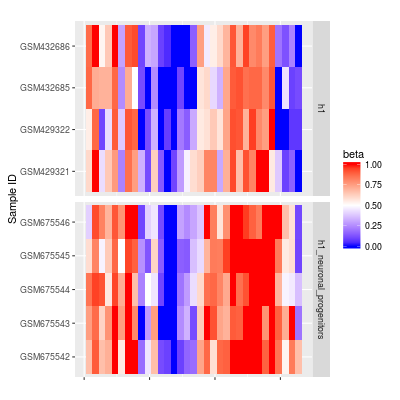 GSM432686
GSM432685
GSM429322
GSM429321
h1
GSM675546
GSM675545
GSM675544
GSM675543
GSM675542
h1_neuronal_progenitors
Sample ID
beta
1.00
0.75
0.50
0.25
0.00